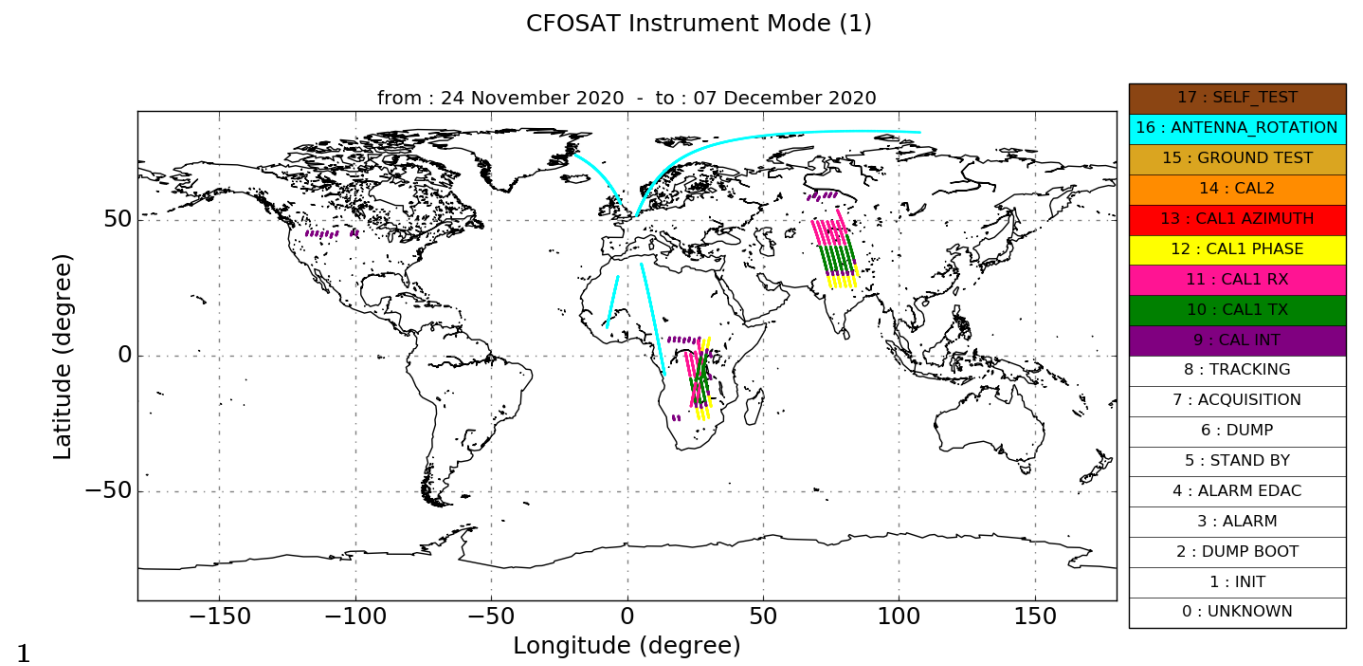 CFOSAT Instrument Mode (1)
from : 24 November 2020 - to : 07 December 2020
17 : SELF_TEST
16 : ANTENNA_ROTATION
15 : GROUND TEST
14 : CAL2
13 : CAL1 AZIMUTH
12 : CAL1 PHASE
11 : CAL1 RX
10 : CAL1 TX
9 : CAL INT
8 : TRACKING
7 : ACQUISITION
6 : DUMP
5 : STAND BY
4 : ALARM EDAC
3 : ALARM
2 : DUMP BOOT
1 : INIT
0 : UNKNOWN
Latitude (degree)
50
0
−50
−150 −100 −50 0 50 100 150
Longitude (degree)
1